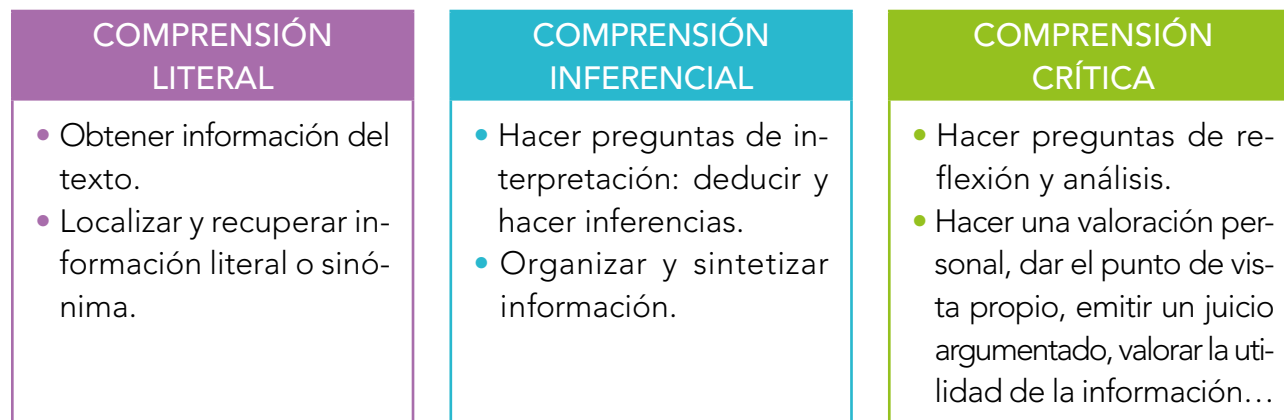 COMPRENSIÓN
LITERAL
• Obtener información del
texto.
• Localizar y recuperar in-
formación literal o sinó-
nima.
COMPRENSIÓN
INFERENCIAL
• Hacer preguntas de in-
terpretación: deducir y
hacer inferencias.
• Organizar y sintetizar
información.
COMPRENSIÓN
CRÍTICA
• Hacer preguntas de re-
flexión y análisis.
• Hacer una valoración per-
sonal, dar el punto de vis-
ta propio, emitir un juicio
argumentado, valorar la uti-
lidad de la información…